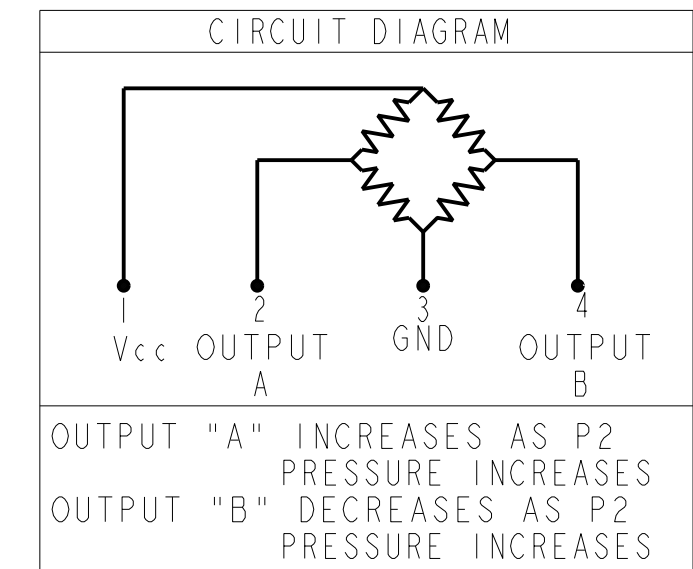 CIRCUIT DIAGRAM
1 2 3 4
Vcc OUTPUT GND OUTPUT
A B
OUTPUT "A" INCREASES AS P2
PRESSURE INCREASES
OUTPUT "B" DECREASES AS P2
PRESSURE INCREASES